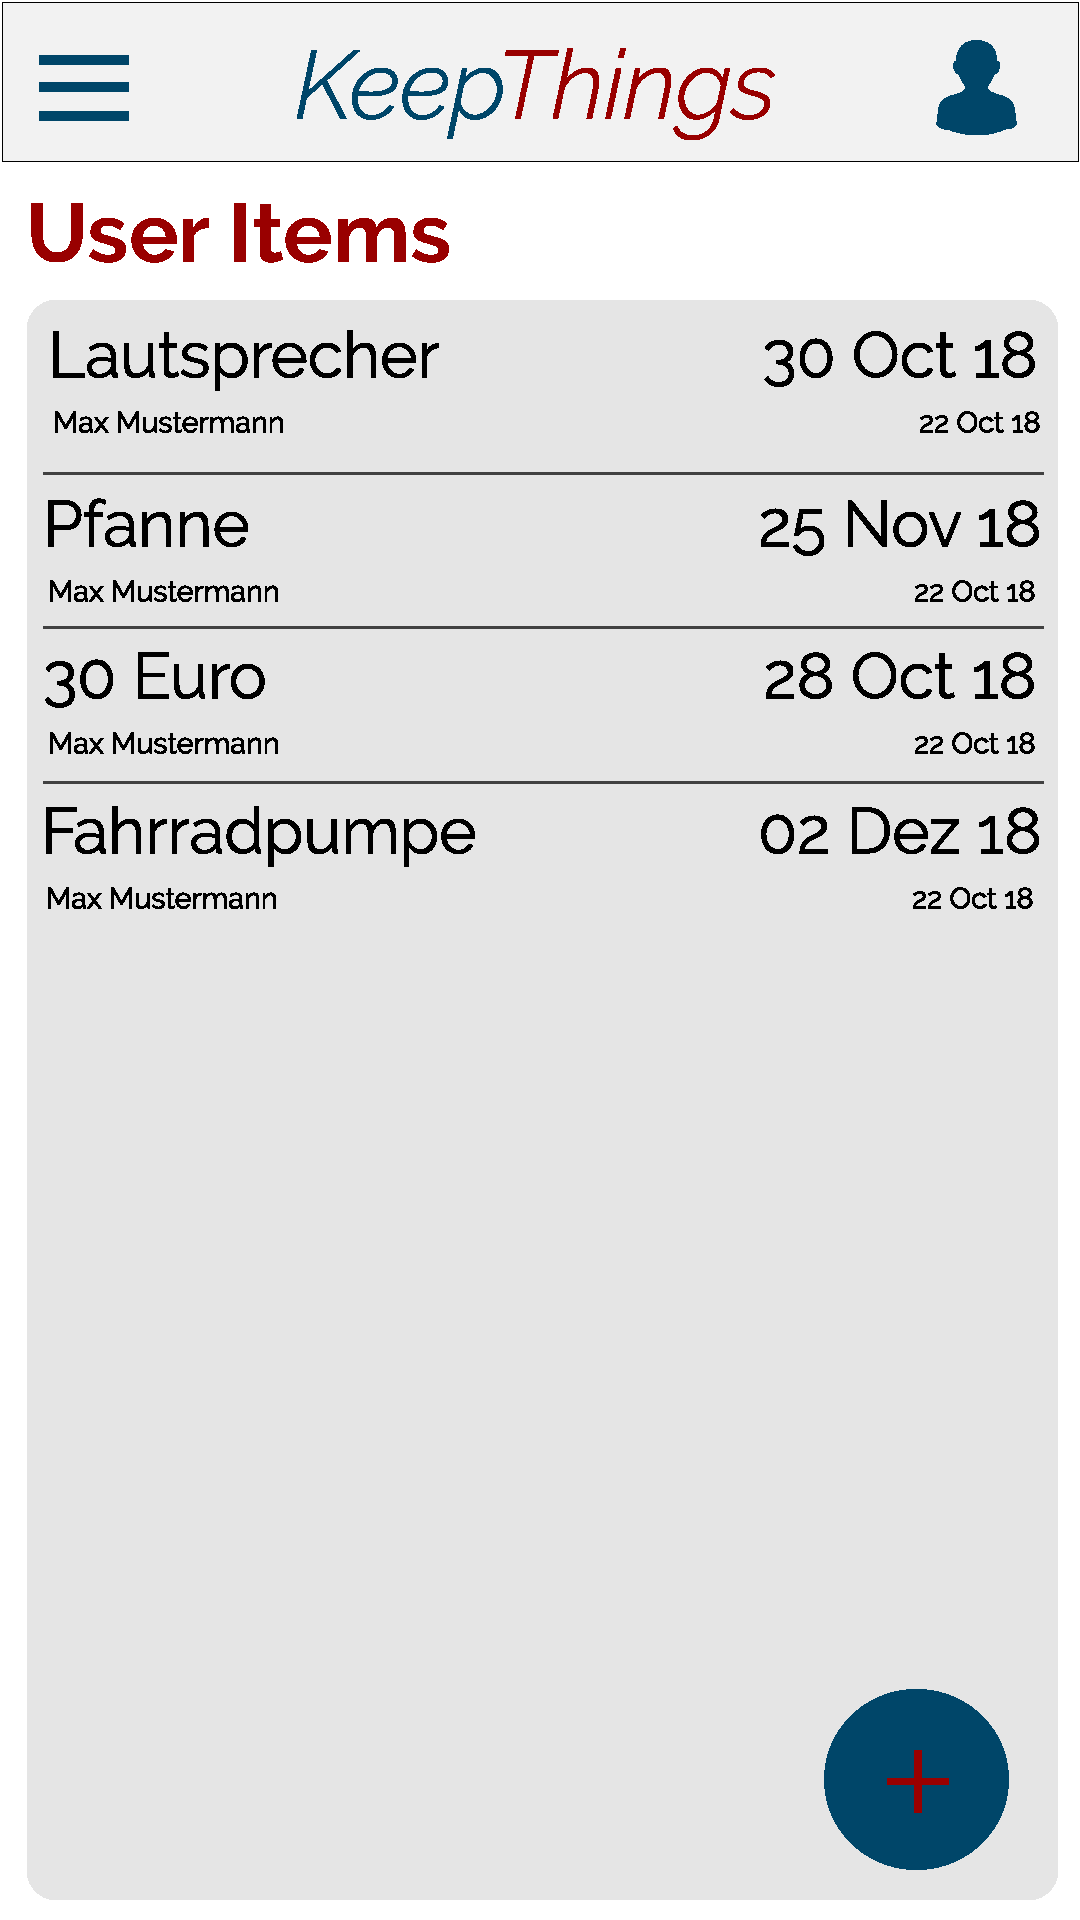 KeepThings
User Items
Lautsprecher 30 Oct 18
Max Mustermann 22 Oct 18
Pfanne 25 Nov 18
Max Mustermann 22 Oct 18
30 Euro 28 Oct 18
Max Mustermann 22 Oct 18
Fahrradpumpe 02 Dez 18
Max Mustermann 22 Oct 18
+